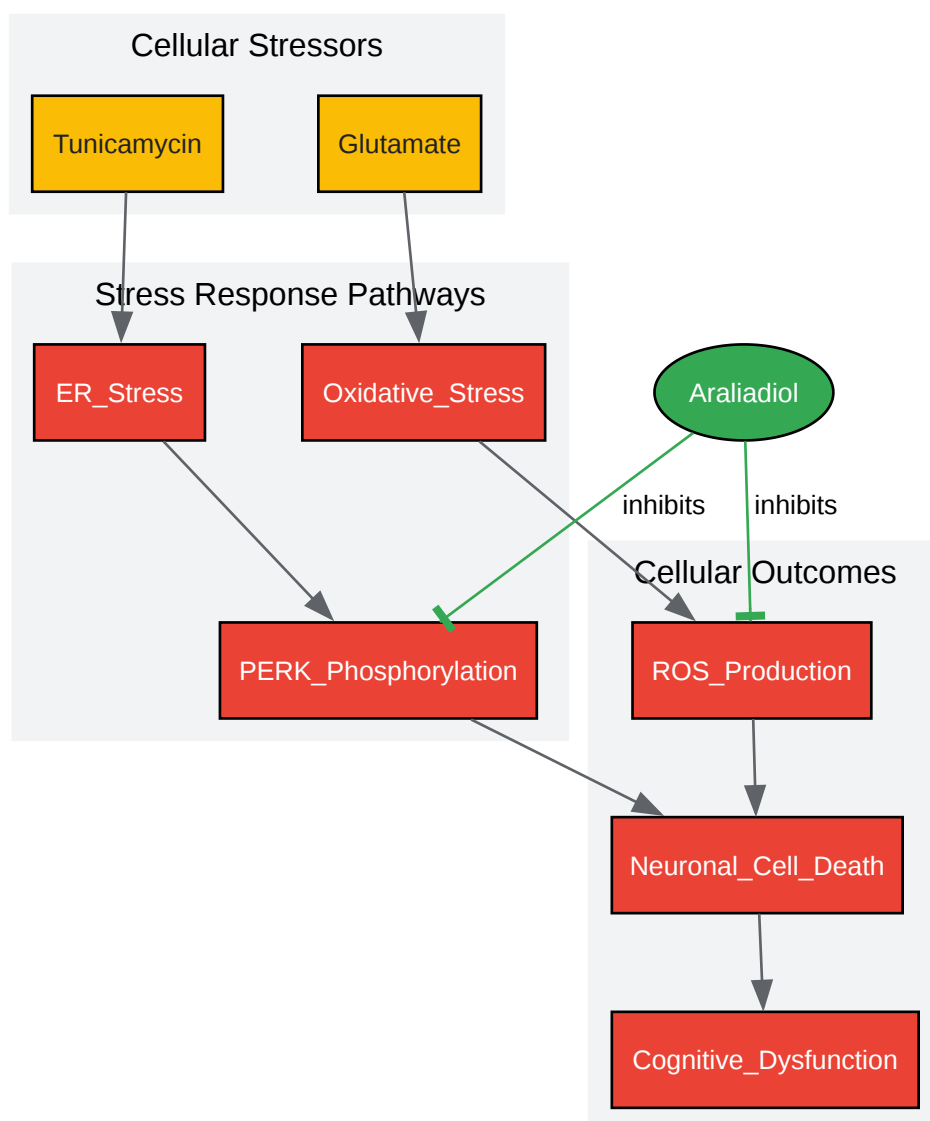 Cellular Stressors
Tunicamycin
Glutamate
Stress Response Pathways
ER_Stress
Oxidative_Stress
Araliadiol
inhibits
inhibits
Cellular Outcomes
PERK_Phosphorylation
ROS_Production
Neuronal_Cell_Death
Cognitive_Dysfunction